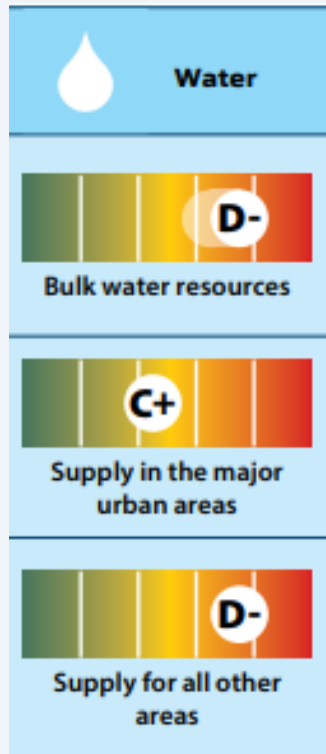 Water
D-
Bulk water resources
C+
Supply in the major
urban areas
D-
Supply for all other
areas